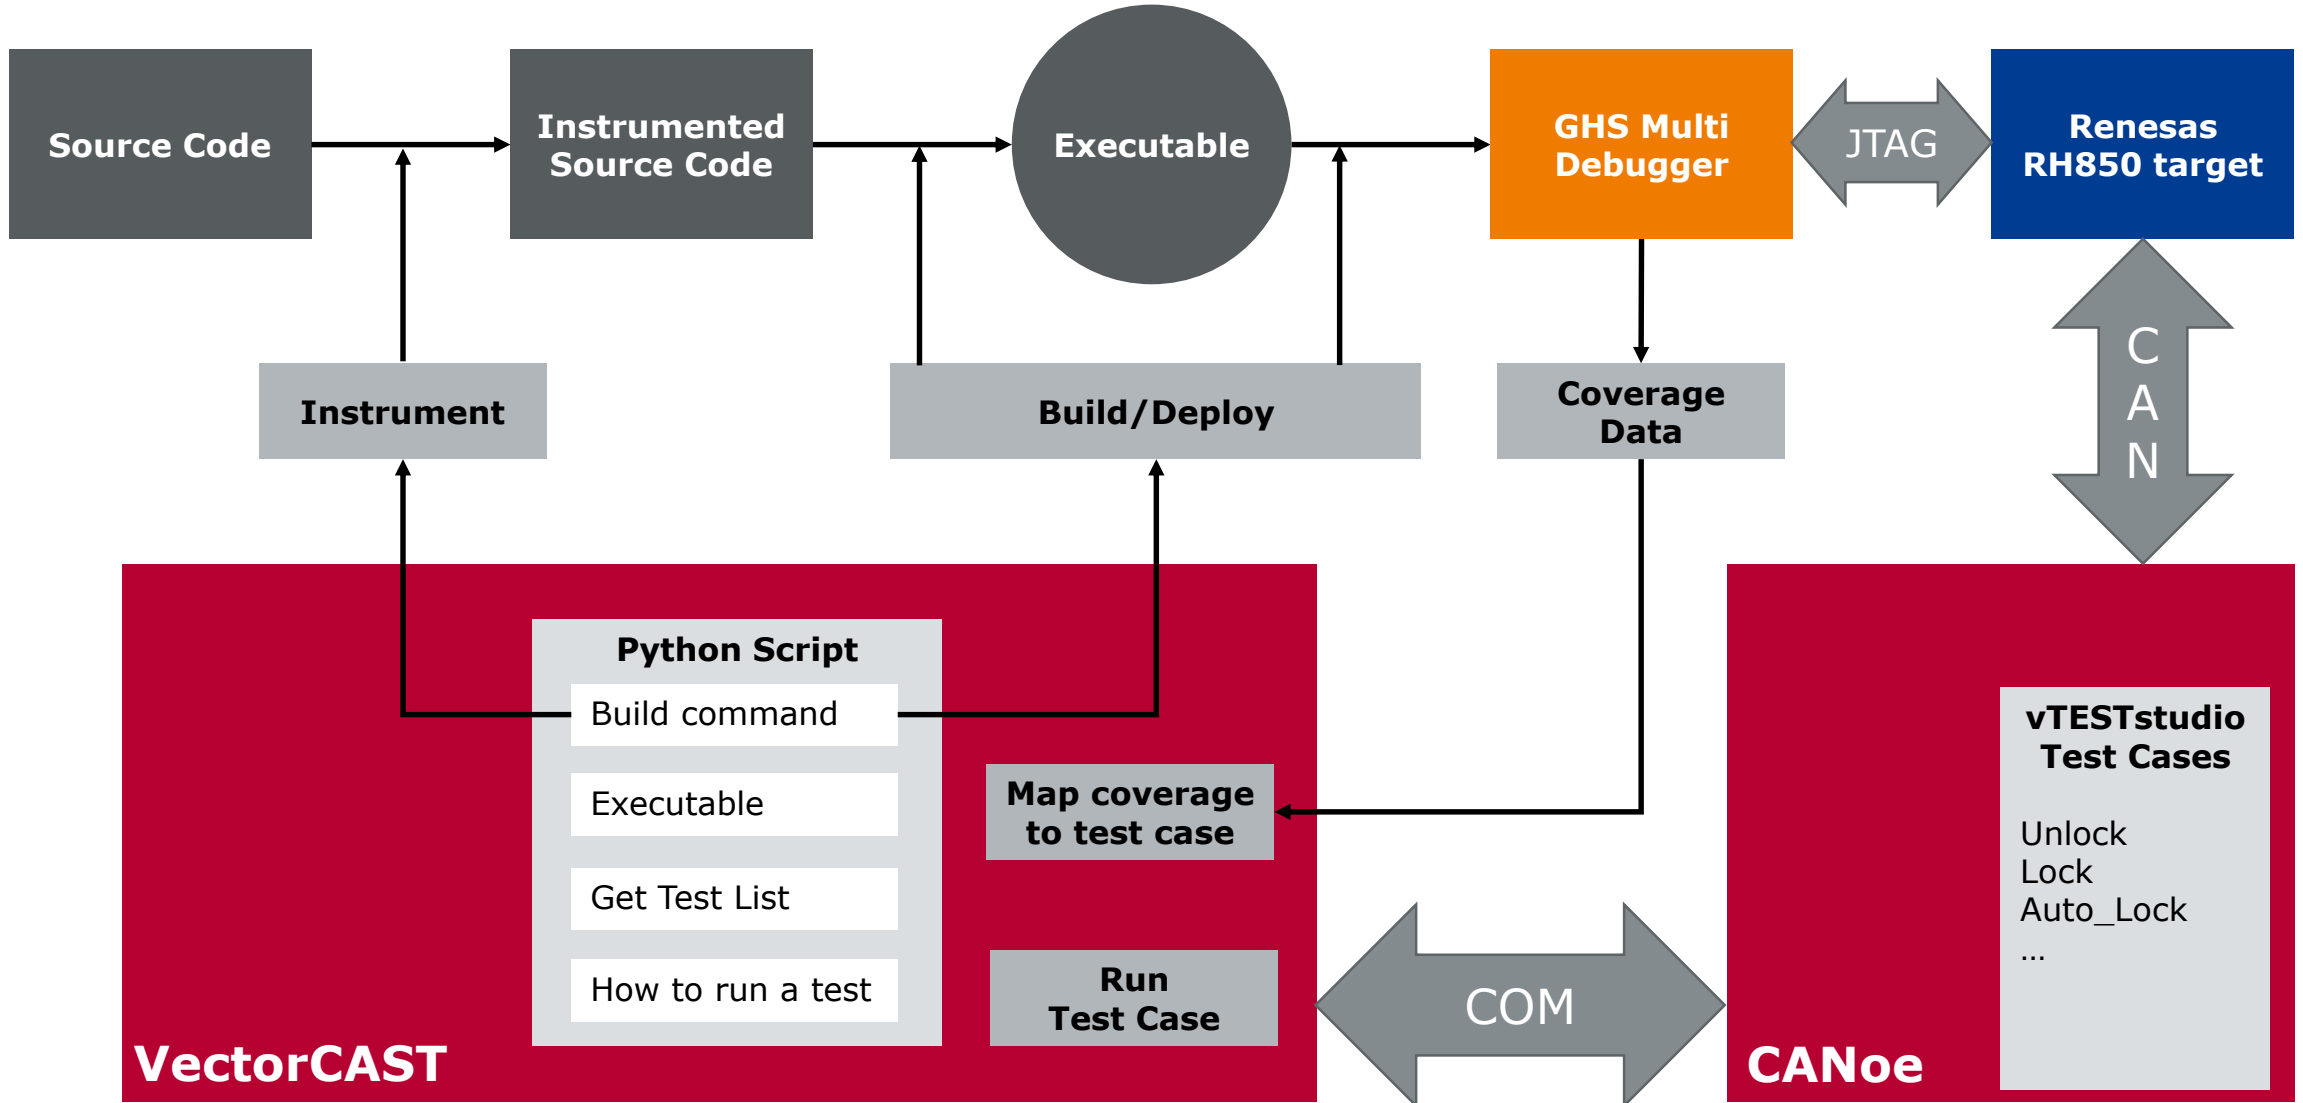 Source Code
Instrumented
Source Code
Executable
GHS Multi
Debugger
JTAG
Renesas
RH850 target
Instrument
Build/Deploy
Coverage
Data
C
A
N
Python Script
Build command
Executable
Get Test List
How to run a test
Map coverage
to test case
Run
Test Case
VectorCAST
COM
vTESTstudio
Test Cases
Unlock
Lock
Auto_Lock
…
CANoe